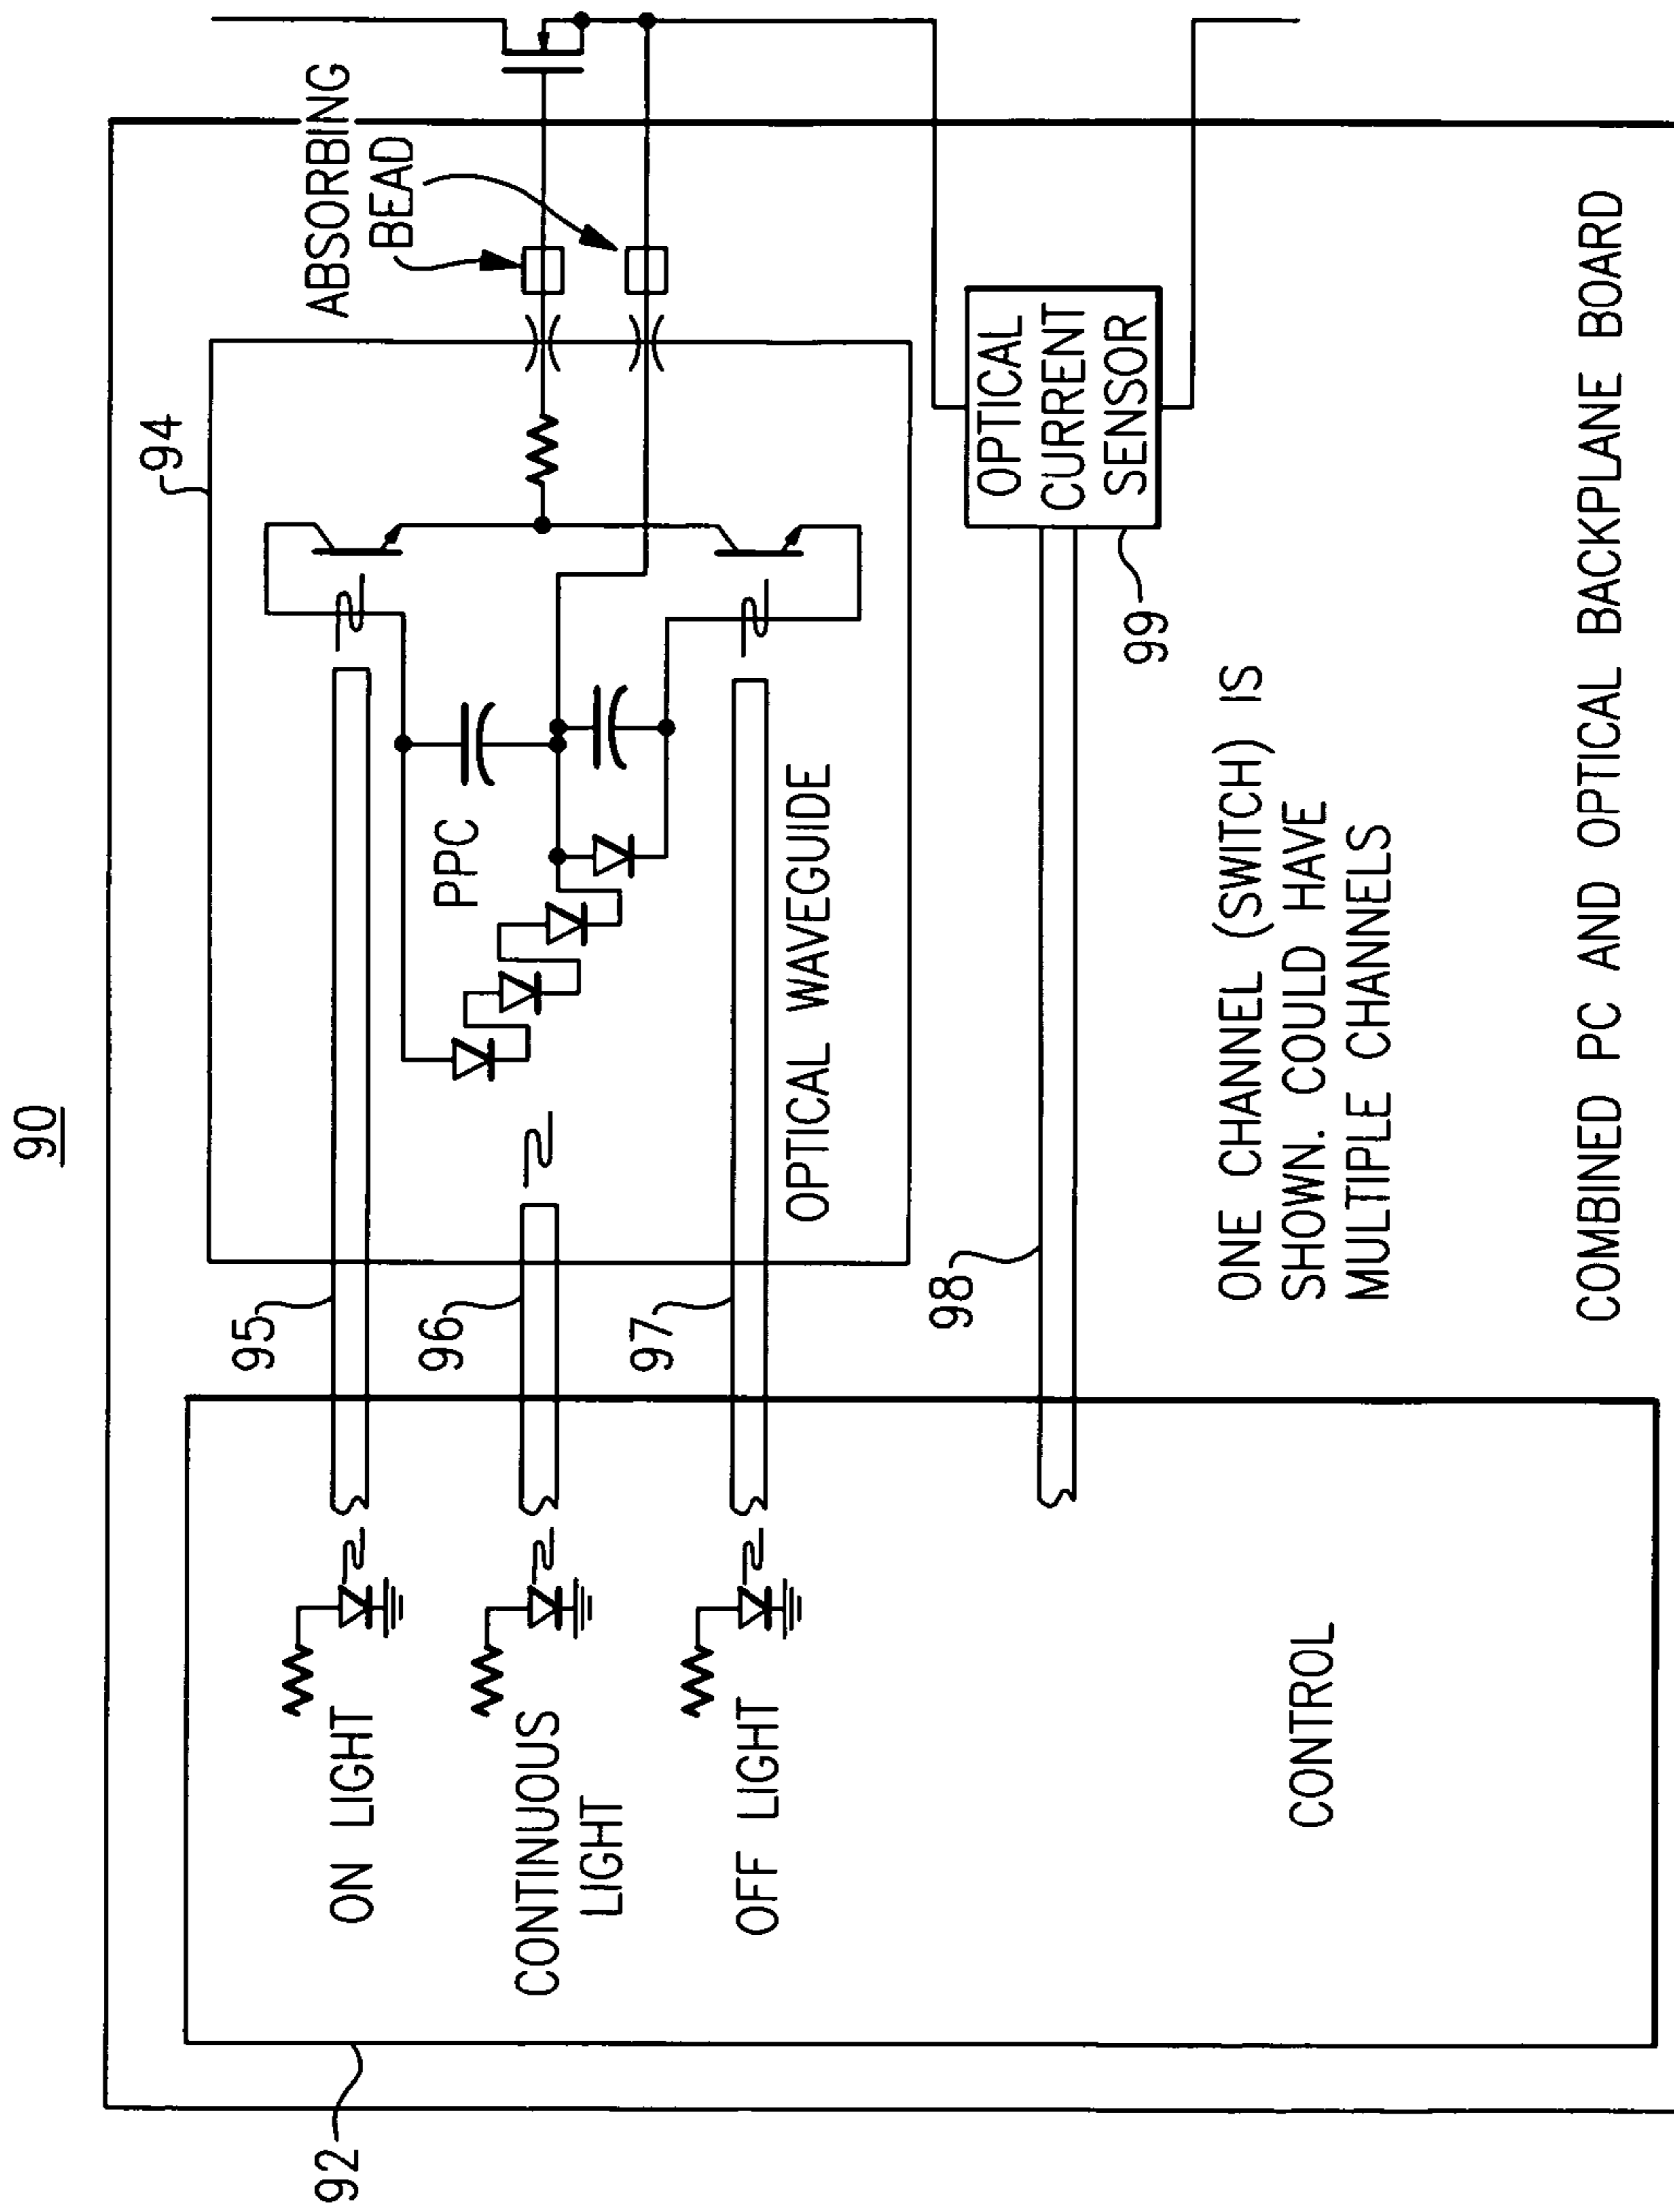 90
92
94
95
96
97
98
99
ON LIGHT
CONTINUOUS
LIGHT
OFF LIGHT
CONTROL
PPC
OPTICAL WAVEGUIDE
ABSORBING
BEAD
OPTICAL
CURRENT
SENSOR
ONE CHANNEL (SWITCH) IS
SHOWN. COULD HAVE
MULTIPLE CHANNELS
COMBINED PC AND OPTICAL BACKPLANE BOARD